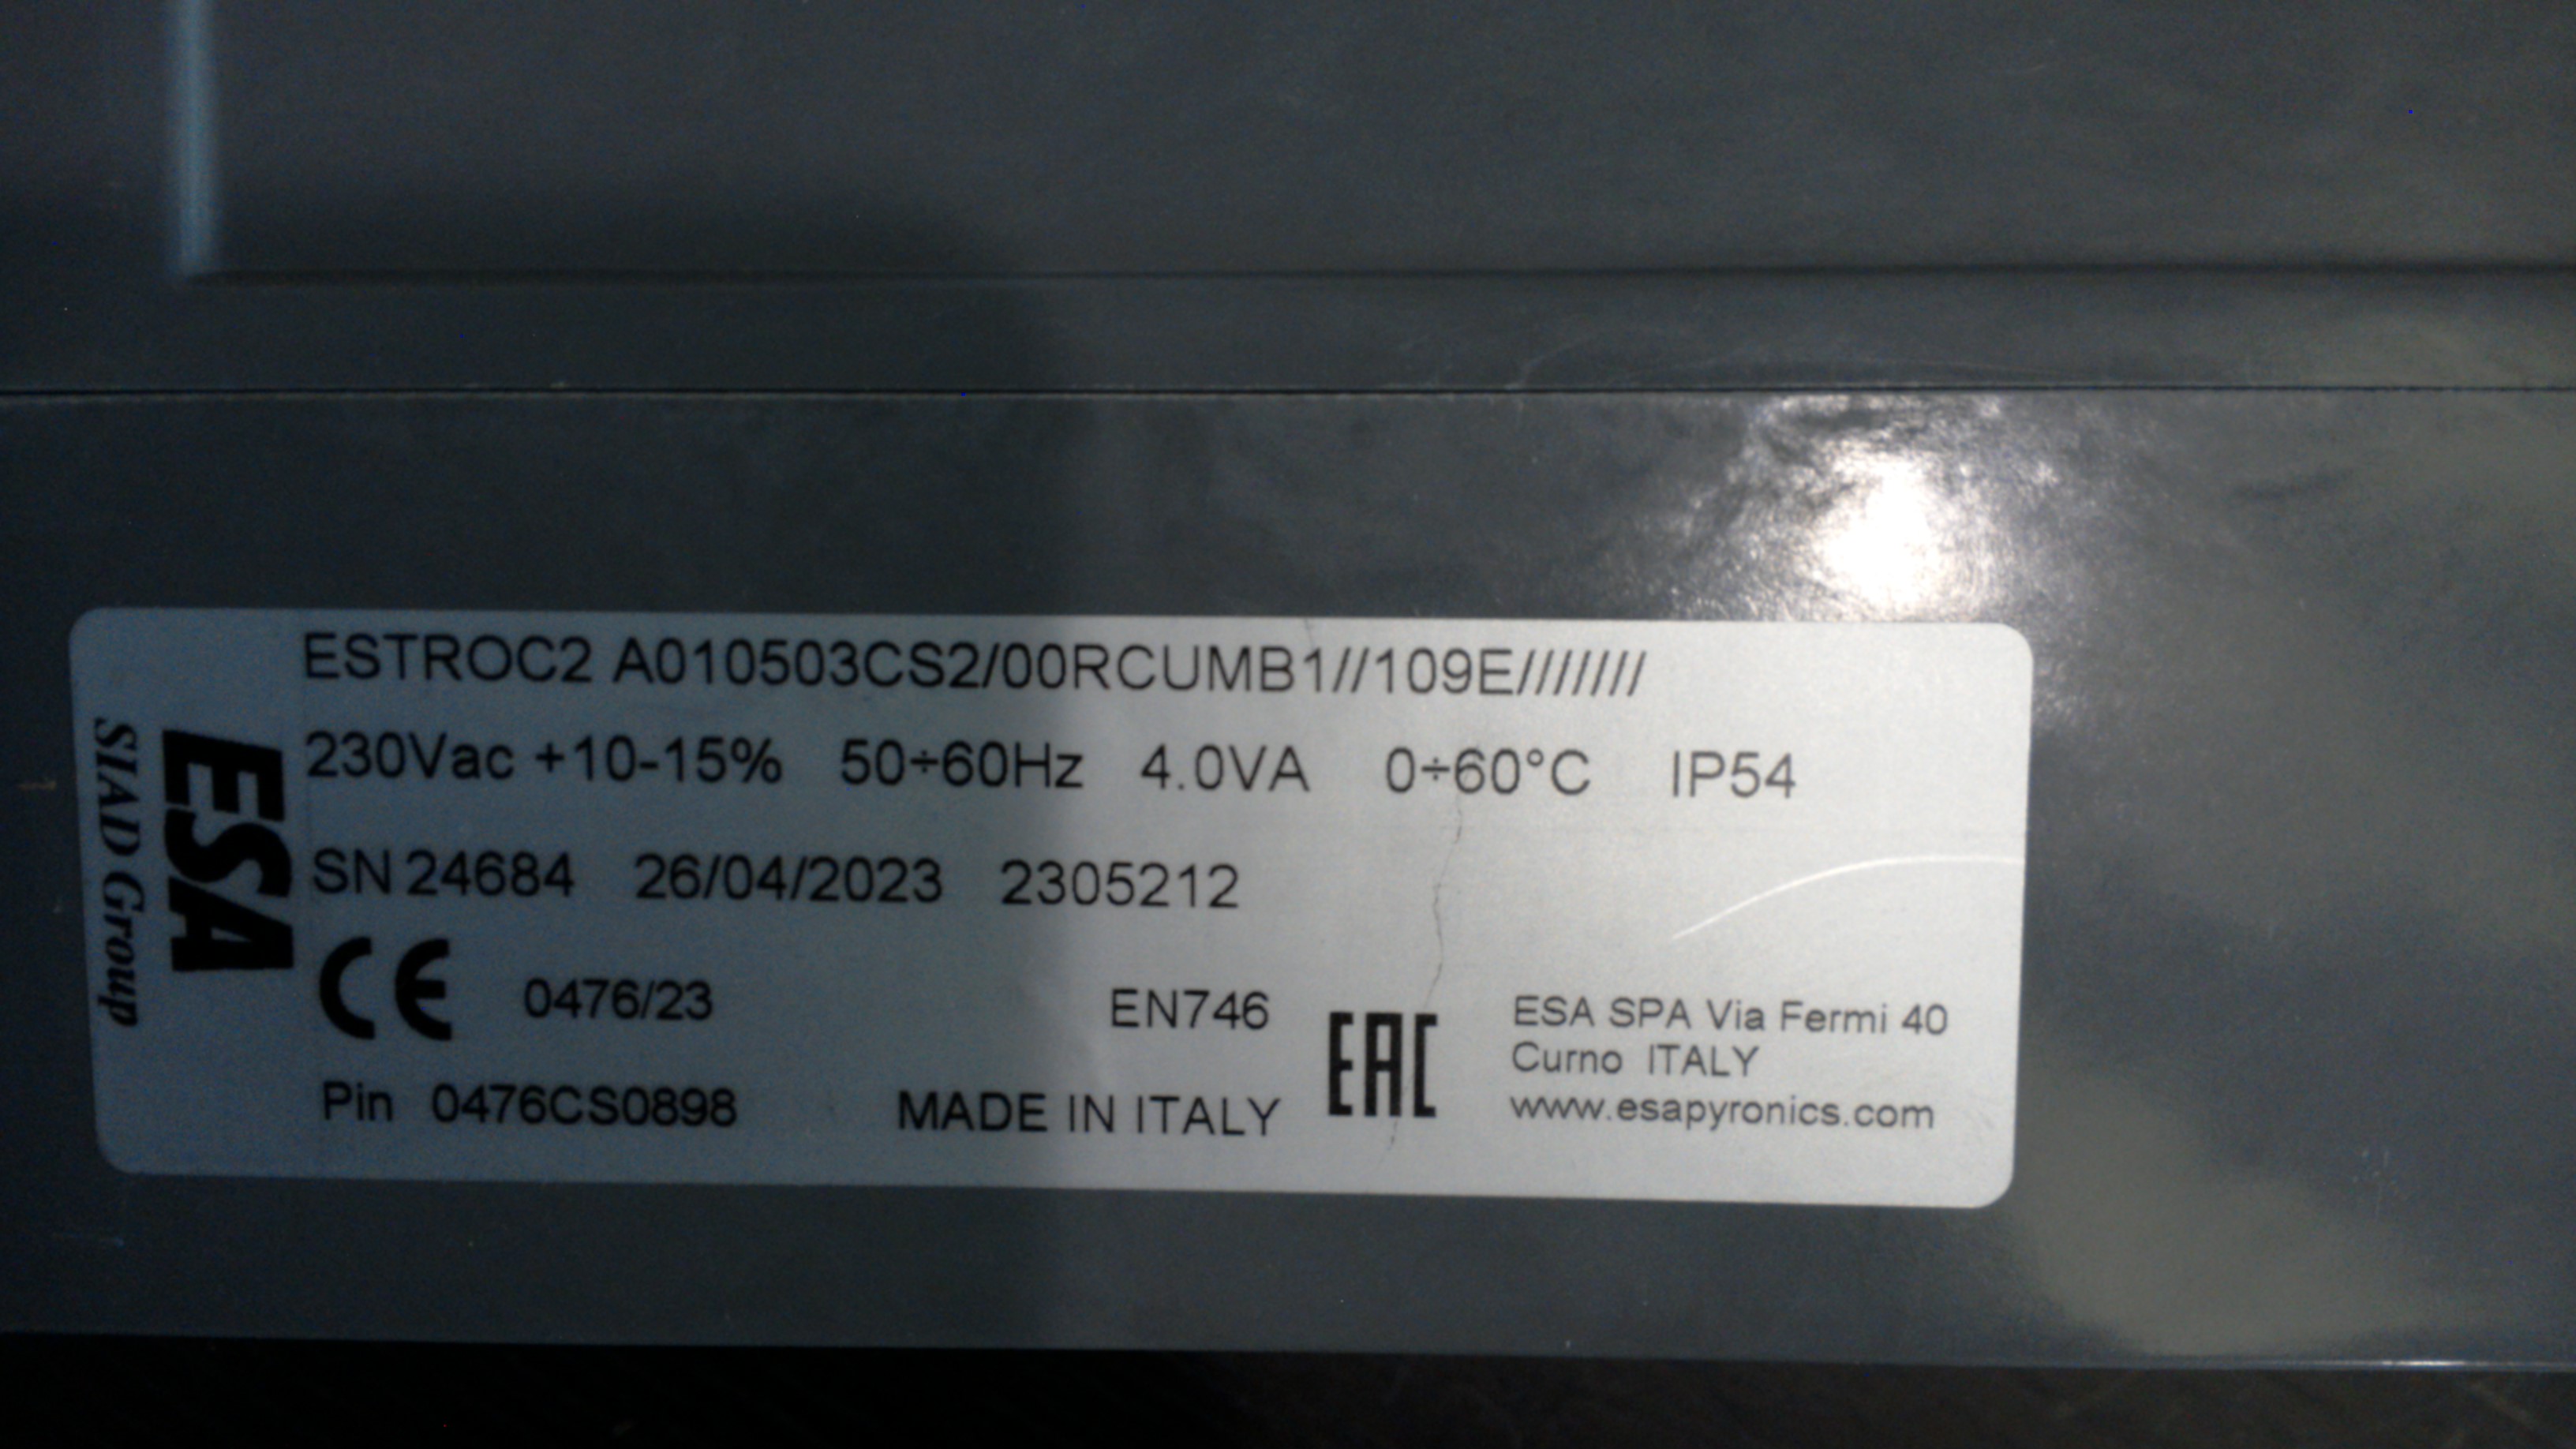 ESTROC2 A010503CS2/00RCUMB1//109E///////
230Vac +10-15% 50÷60Hz 4.0VA 0÷60°C IP54
SN 24684 26/04/2023 2305212
CE 0476/23 EN746 EAC
Pin 0476CS0898 MADE IN ITALY
ESA SPA Via Fermi 40
Curno ITALY
www.esapyronics.com
ESA
SIAD Group